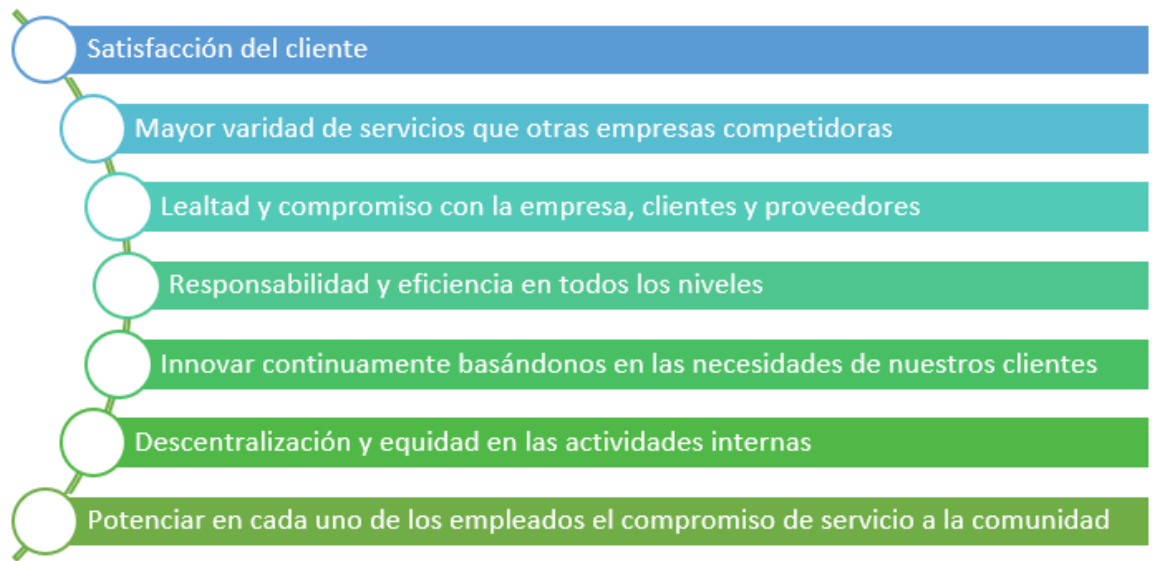 Satisfacción del cliente
Mayor varidad de servicios que otras empresas competidoras
Lealtad y compromiso con la empresa, clientes y proveedores
Responsabilidad y eficiencia en todos los niveles
Innovar continuamente basándonos en las necesidades de nuestros clientes
Descentralización y equidad en las actividades internas
Potenciar en cada uno de los empleados el compromiso de servicio a la comunidad